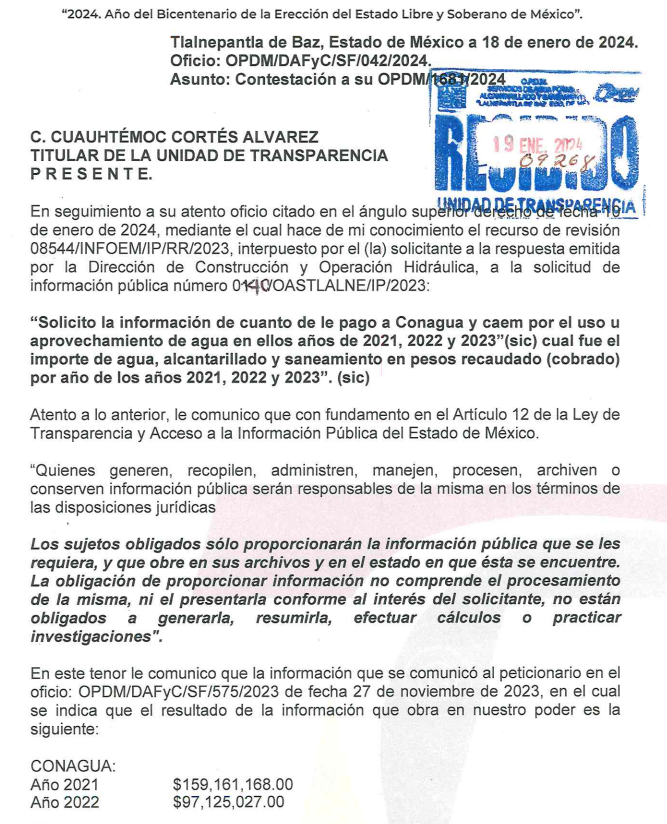 “2024. Año del Bicentenario de la Erección del Estado Libre y Soberano de México”.
Tlalnepantla de Baz, Estado de México a 18 de enero de 2024.
Oficio: OPDM/DAFyC/SF/042/2024.
Asunto: Contestación a su OPDM/1681/2024
OPDM
SERVICIOS DE AGUA POTABLE
ALCANTARILLADO Y SANEAMIENTO
OPDM
RECIBIDO
19 ENE. 2024
UNIDAD DE TRANSPARENCIA
C. CUAUHTÉMOC CORTÉS ALVAREZ
TITULAR DE LA UNIDAD DE TRANSPARENCIA
P R E S E N T E.
En seguimiento a su atento oficio citado en el ángulo superior derecho de fecha
de enero de 2024, mediante el cual hace de mi conocimiento el recurso de revisión
08544/INFOEM/IP/RR/2023, interpuesto por el (la) solicitante a la respuesta emitida
por la Dirección de Construcción y Operación Hidráulica, a la solicitud de
información pública número 0140/OASTLALNE/IP/2023:
“Solicito la información de cuanto de le pago a Conagua y caem por el uso u
aprovechamiento de agua en ellos años de 2021, 2022 y 2023”(sic) cual fue el
importe de agua, alcantarillado y saneamiento en pesos recaudado (cobrado)
por año de los años 2021, 2022 y 2023”. (sic)
Atento a lo anterior, le comunico que con fundamento en el Artículo 12 de la Ley de
Transparencia y Acceso a la Información Pública del Estado de México.
“Quienes generen, recopilen, administren, manejen, procesen, archiven o
conserven información pública serán responsables de la misma en los términos de
las disposiciones jurídicas
Los sujetos obligados sólo proporcionarán la información pública que se les
requiera, y que obre en sus archivos y en el estado en que ésta se encuentre.
La obligación de proporcionar información no comprende el procesamiento
de la misma, ni el presentarla conforme al interés del solicitante, no están
obligados a generarla, resumirla, efectuar cálculos o practicar
investigaciones".
En este tenor le comunico que la información que se comunicó al peticionario en el
oficio: OPDM/DAFyC/SF/575/2023 de fecha 27 de noviembre de 2023, en el cual
se indica que el resultado de la información que obra en nuestro poder es la
siguiente:
CONAGUA:
Año 2021 $159,161,168.00
Año 2022 $97,125,027.00